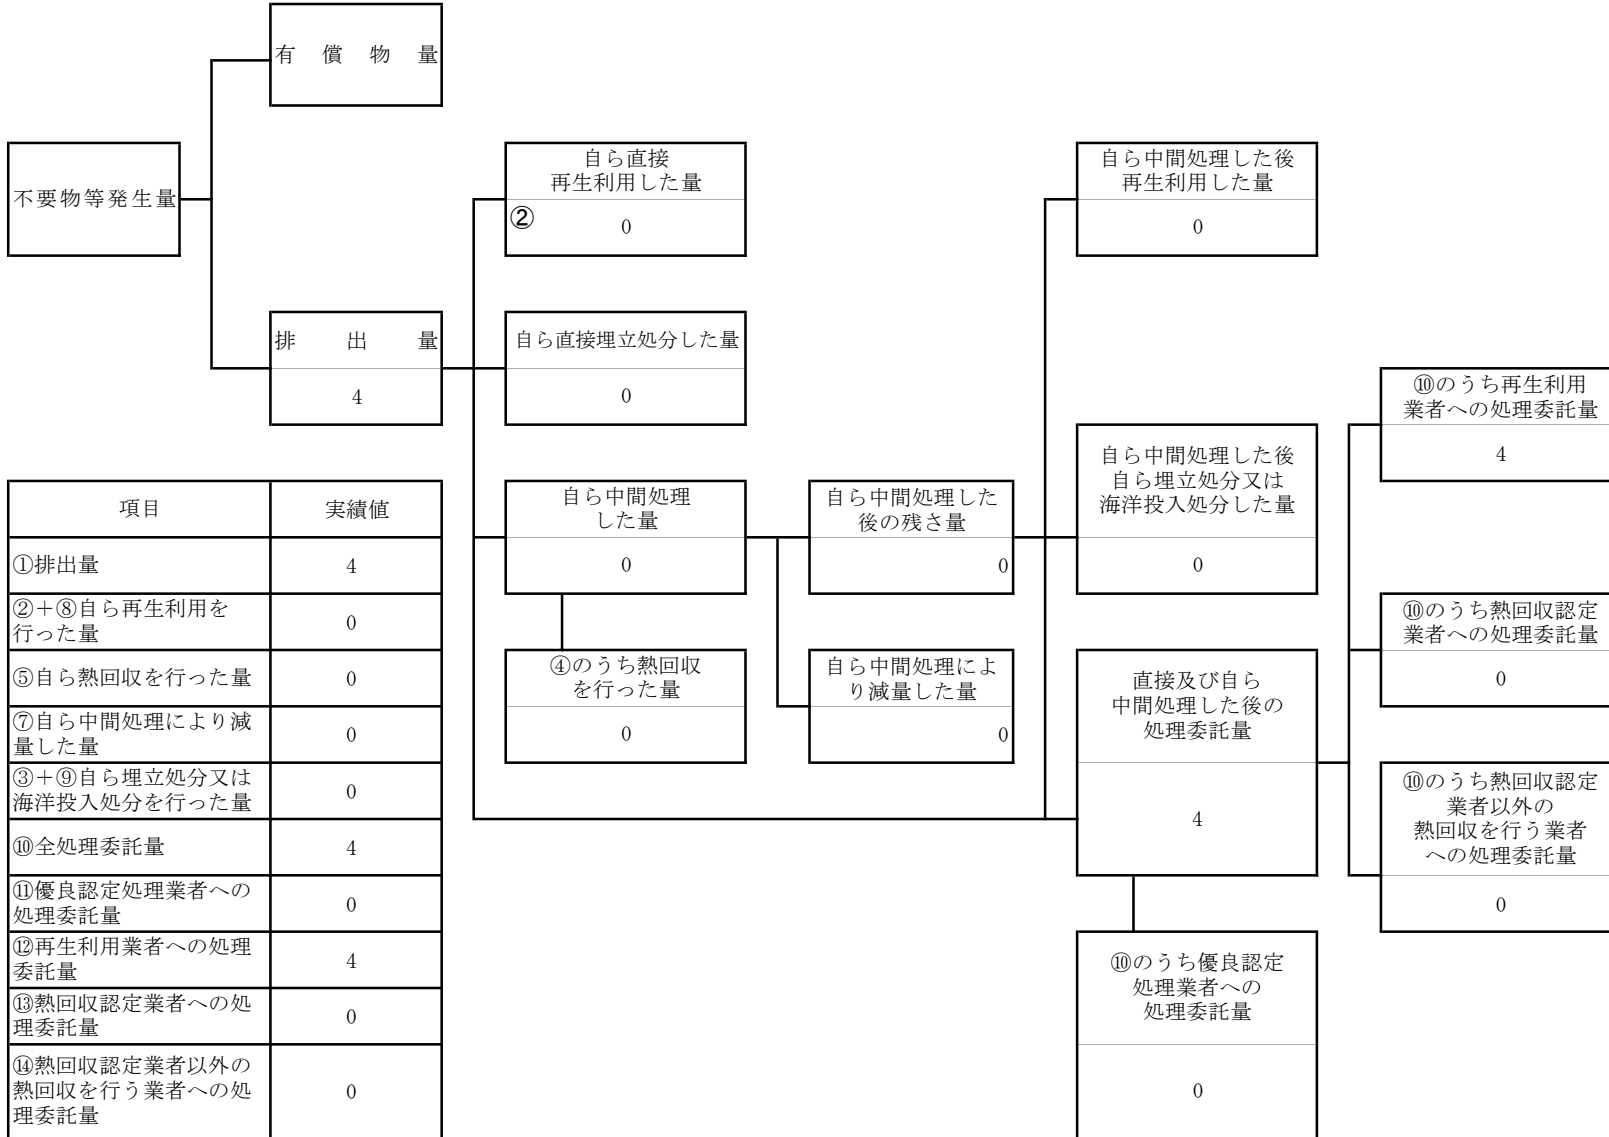 有償物量
不要物等発生量
自ら直接
再生利用した量
②
0
自ら中間処理した後
再生利用した量
0
排出量
4
自ら直接埋立処分した量
0
⑩のうち再生利用
業者への処理委託量
4
自ら中間処理
した量
0
自ら中間処理した
後の残さ量
0
自ら中間処理した後
自ら埋立処分又は
海洋投入処分した量
0
④のうち熱回収
を行った量
0
自ら中間処理によ
り減量した量
0
直接及び自ら
中間処理した後の
処理委託量
4
⑩のうち熱回収認定
業者への処理委託量
0
⑩のうち熱回収認定
業者以外の
熱回収を行う業者
への処理委託量
0
⑩のうち優良認定
処理業者への
処理委託量
0
項目 実績値
①排出量 4
②＋⑧自ら再生利用を
行った量 0
⑤自ら熱回収を行った量 0
⑦自ら中間処理により減
量した量 0
③＋⑨自ら埋立処分又は
海洋投入処分を行った量 0
⑩全処理委託量 4
⑪優良認定処理業者への
処理委託量 0
⑫再生利用業者への処理
委託量 4
⑬熱回収認定業者への処
理委託量 0
⑭熱回収認定業者以外の
熱回収を行う業者への処
理委託量 0